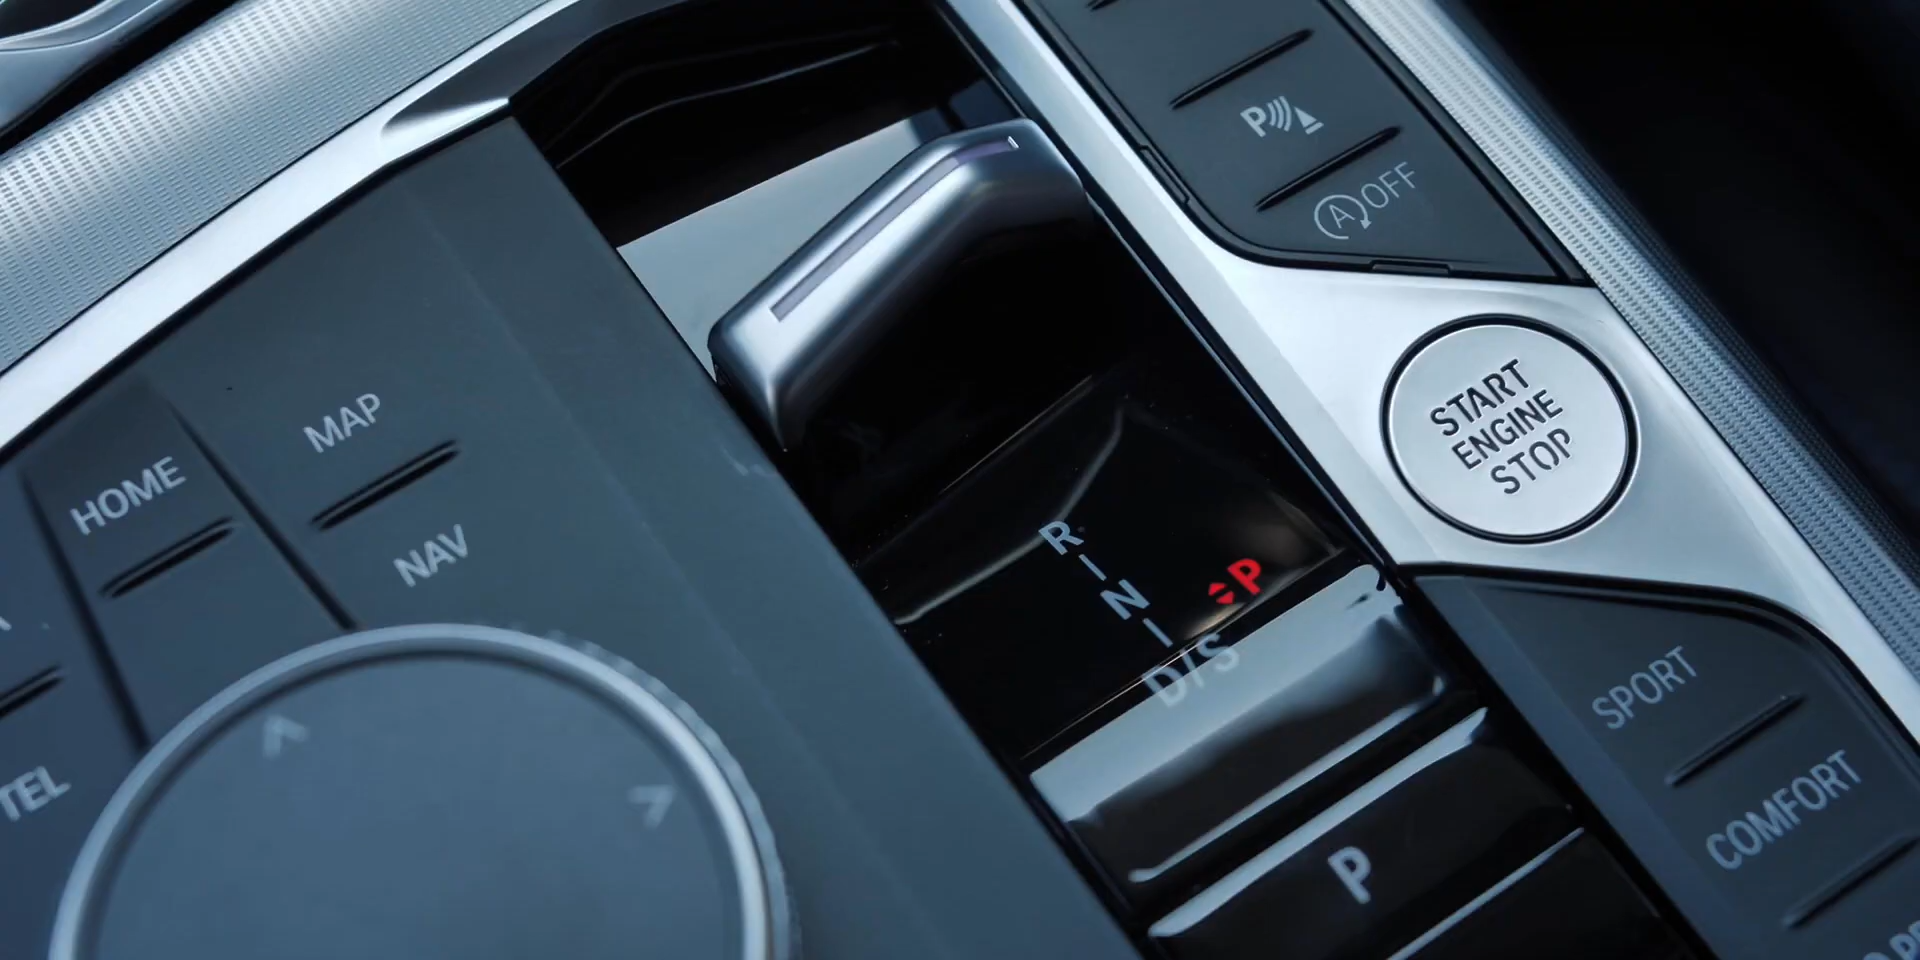 P
A OFF
START
ENGINE
STOP
MAP
HOME
NAV
TEL
R
N
D/S
P
SPORT
COMFORT
P